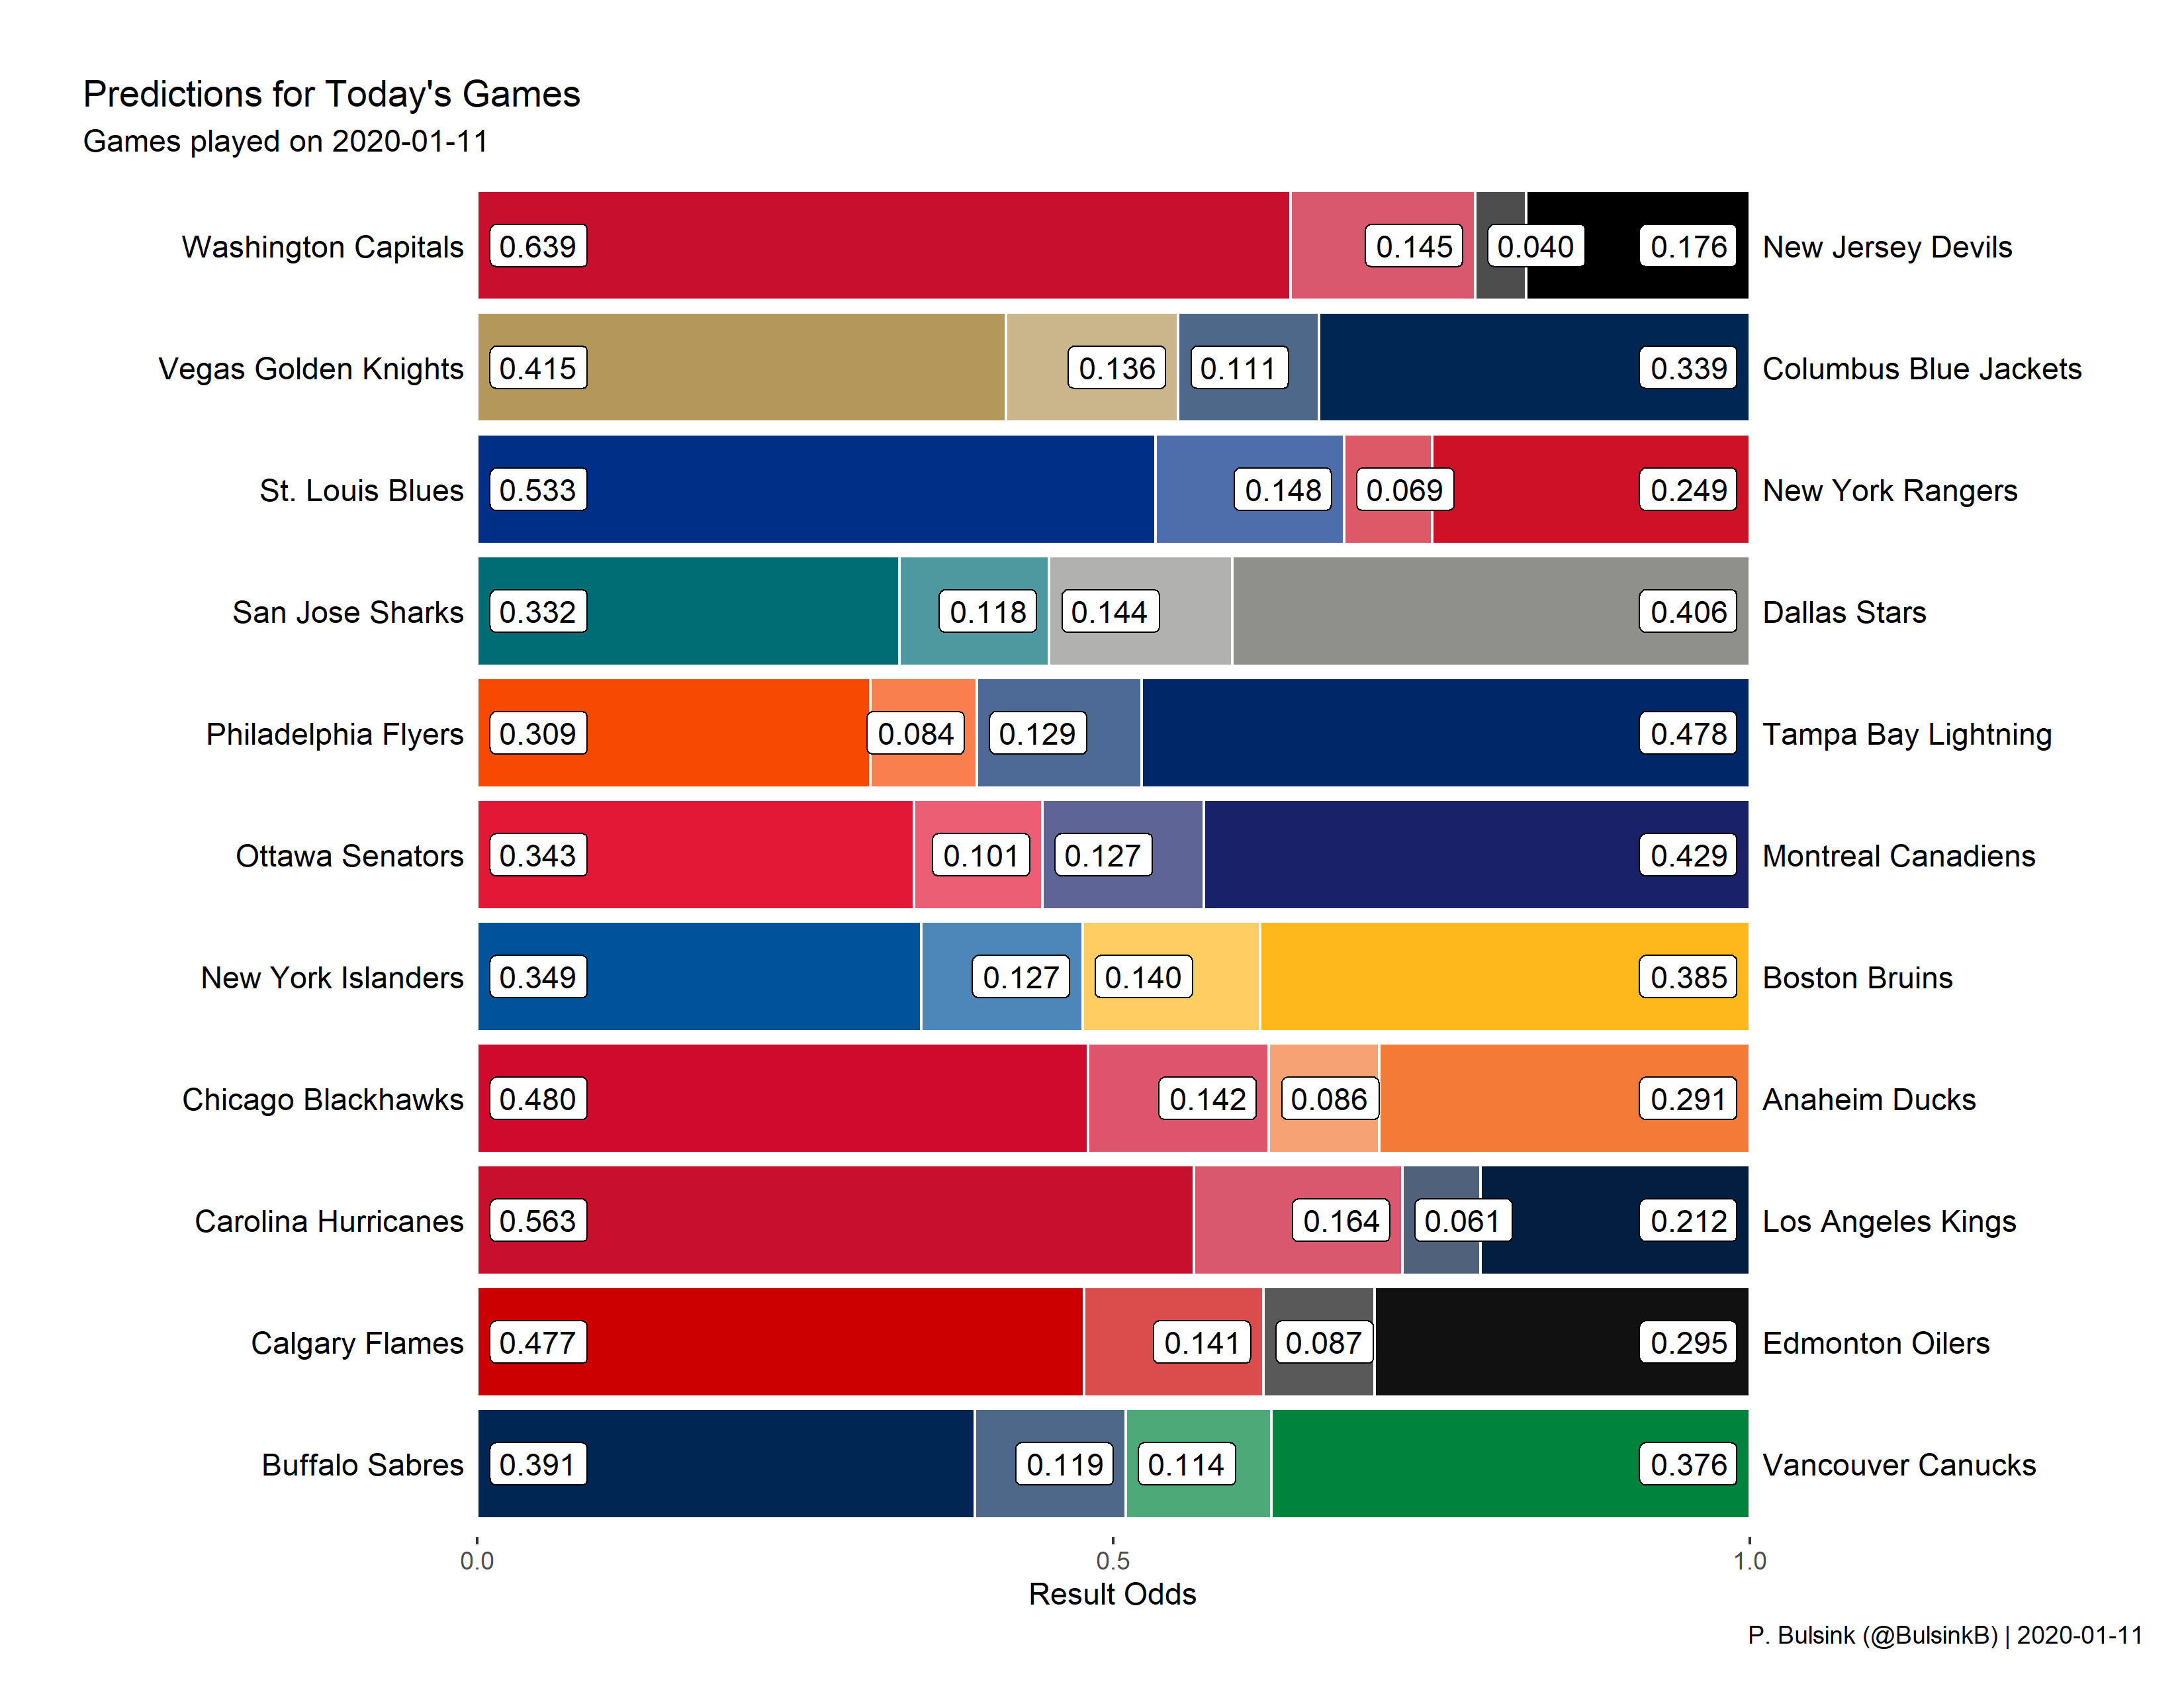 Predictions for Today's Games
Games played on 2020-01-11
Washington Capitals 0.639 0.145 0.040 0.176 New Jersey Devils
Vegas Golden Knights 0.415 0.136 0.111 0.339 Columbus Blue Jackets
St. Louis Blues 0.533 0.148 0.069 0.249 New York Rangers
San Jose Sharks 0.332 0.118 0.144 0.406 Dallas Stars
Philadelphia Flyers 0.309 0.084 0.129 0.478 Tampa Bay Lightning
Ottawa Senators 0.343 0.101 0.127 0.429 Montreal Canadiens
New York Islanders 0.349 0.127 0.140 0.385 Boston Bruins
Chicago Blackhawks 0.480 0.142 0.086 0.291 Anaheim Ducks
Carolina Hurricanes 0.563 0.164 0.061 0.212 Los Angeles Kings
Calgary Flames 0.477 0.141 0.087 0.295 Edmonton Oilers
Buffalo Sabres 0.391 0.119 0.114 0.376 Vancouver Canucks
0.0 0.5 1.0
Result Odds
P. Bulsink (@BulsinkB) | 2020-01-11